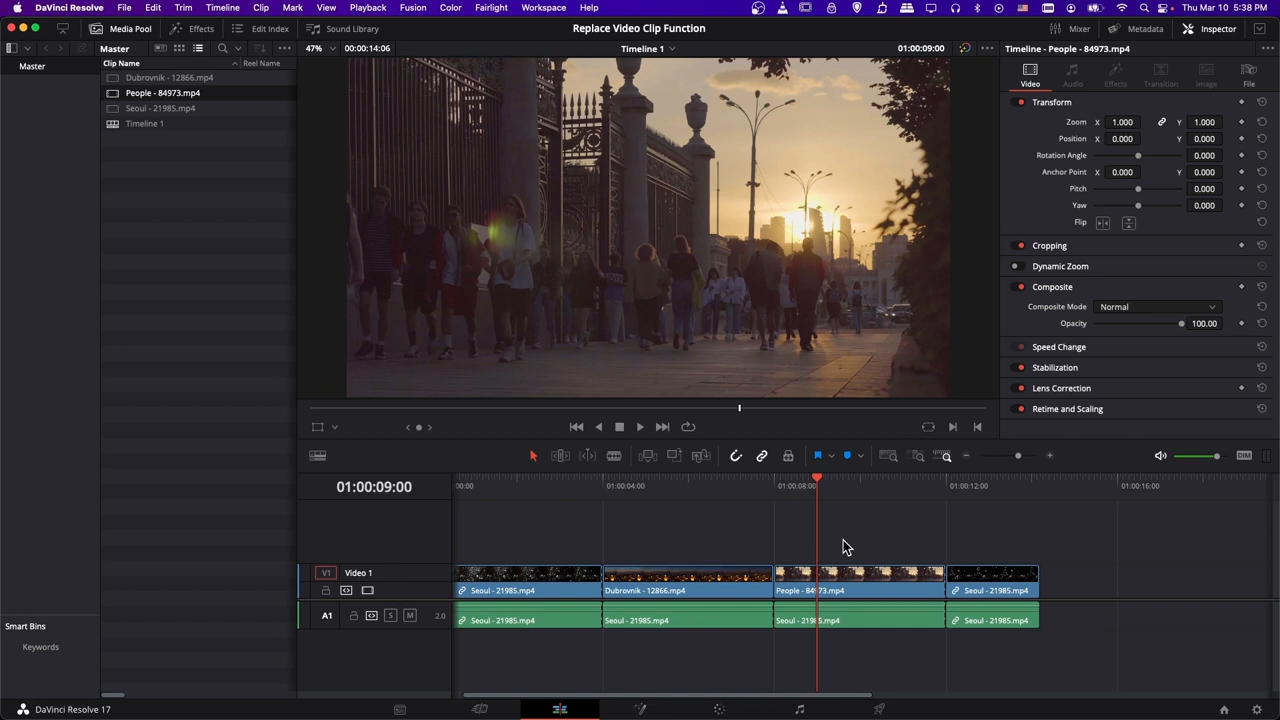 DaVinci Resolve File Edit Trim Timeline Clip Mark View Playback Fusion Color Fairlight Workspace Help Thu Mar 10 5:38 PM
Media Pool Effects Edit Index Sound Library Replace Video Clip Function Mixer Metadata Inspector
Master 47% 00:00:14:06 Timeline 1 01:00:09:00 Timeline - People - 84973.mp4
Master
Clip Name Reel Name
Dubrovnik - 12866.mp4
People - 84973.mp4
Seoul - 21985.mp4
Timeline 1
Video Audio Effects Transition Image File
Transform
Zoom X 1.000 Y 1.000
Position X 0.000 Y 0.000
Rotation Angle 0.000
Anchor Point X 0.000 Y 0.000
Pitch 0.000
Yaw 0.000
Flip
Cropping
Dynamic Zoom
Composite
Composite Mode Normal
Opacity 100.00
Speed Change
Stabilization
Lens Correction
Retime and Scaling
DIM
01:00:09:00 00:00 01:00:04:00 01:00:08:00 01:00:12:00 01:00:16:00
V1 Video 1
Seoul - 21985.mp4 Dubrovnik - 12866.mp4 People - 84973.mp4 Seoul - 21985.mp4
A1 S M 2.0 Seoul - 21985.mp4 Seoul - 21985.mp4 Seoul - 21985.mp4 Seoul - 21985.mp4
Smart Bins
Keywords
DaVinci Resolve 17